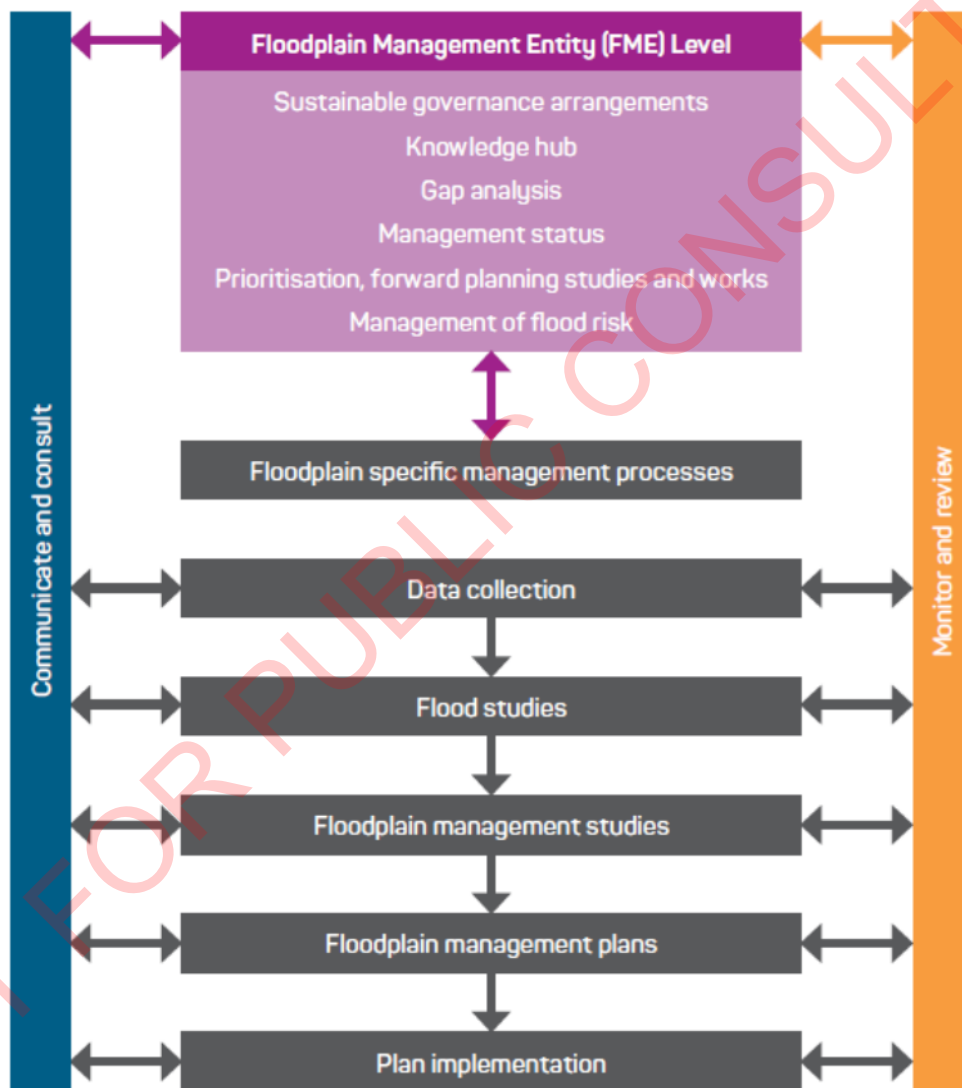 Floodplain Management Entity (FME) Level
Sustainable governance arrangements
Knowledge hub
Gap analysis
Management status
Prioritisation, forward planning studies and works
Management of flood risk
Floodplain specific management processes
Data collection
Flood studies
Floodplain management studies
Floodplain management plans
Plan implementation
Communicate and consult
Monitor and review
FOR PUBLIC